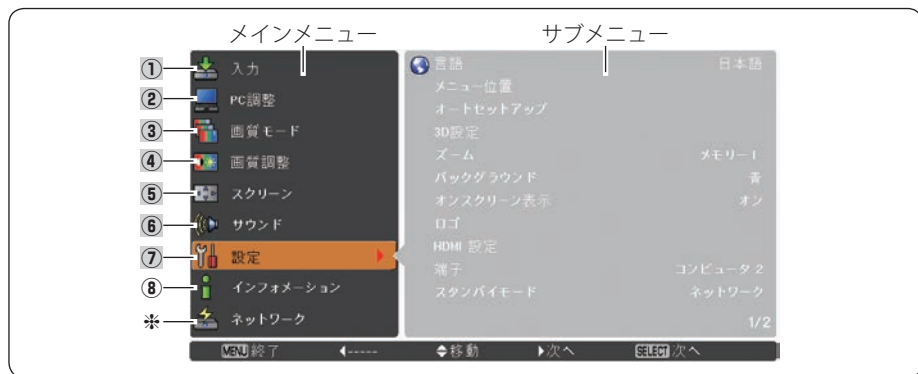 メインメニュー
サブメニュー
① 入力
② PC調整
③ 画質モード
④ 画質調整
⑤ スクリーン
⑥ サウンド
⑦ 設定
⑧ インフォメーション
※ ネットワーク
言語 日本語
メニュー位置
オートセットアップ
3D設定
ズーム メモリー1
バックグラウンド 青
オンスクリーン表示 オン
ロゴ
HDMI 設定
端子 コンピュータ 2
スタンバイモード ネットワーク
1/2
MENU 終了 ◀----- ◆移動 ▶次へ SELECT 次へ